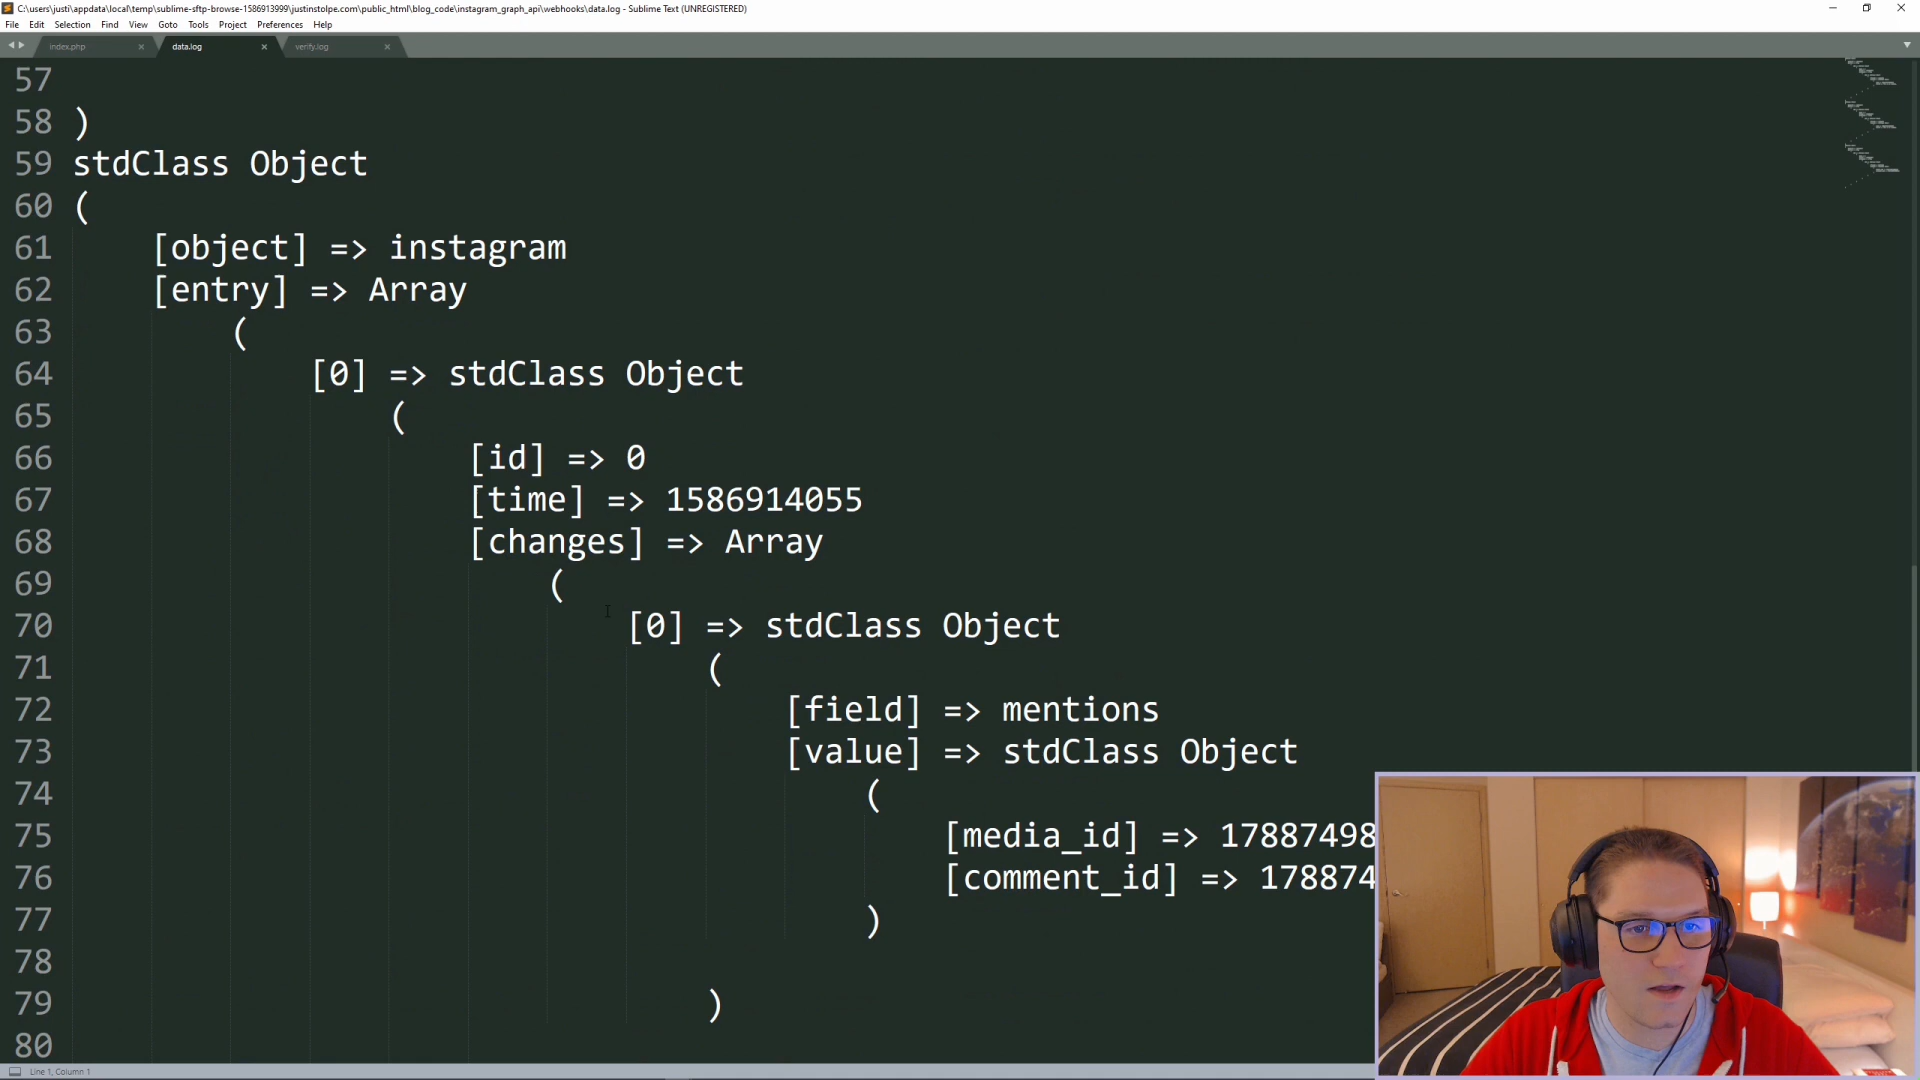 C:\users\justi\appdata\local\temp\sublime-sftp-browse-1586913999\justinstolpe.com\public_html\blog_code\instagram_graph_api\webhooks\data.log - Sublime Text (UNREGISTERED)
File Edit Selection Find View Goto Tools Project Preferences Help
index.php data.log verify.log
57
58 )
59 stdClass Object
60 (
61 [object] => instagram
62 [entry] => Array
63 (
64 [0] => stdClass Object
65 (
66 [id] => 0
67 [time] => 1586914055
68 [changes] => Array
69 (
70 [0] => stdClass Object
71 (
72 [field] => mentions
73 [value] => stdClass Object
74 (
75 [media_id] => 17887498
76 [comment_id] => 178874
77 )
78
79 )
80
Line 1, Column 1